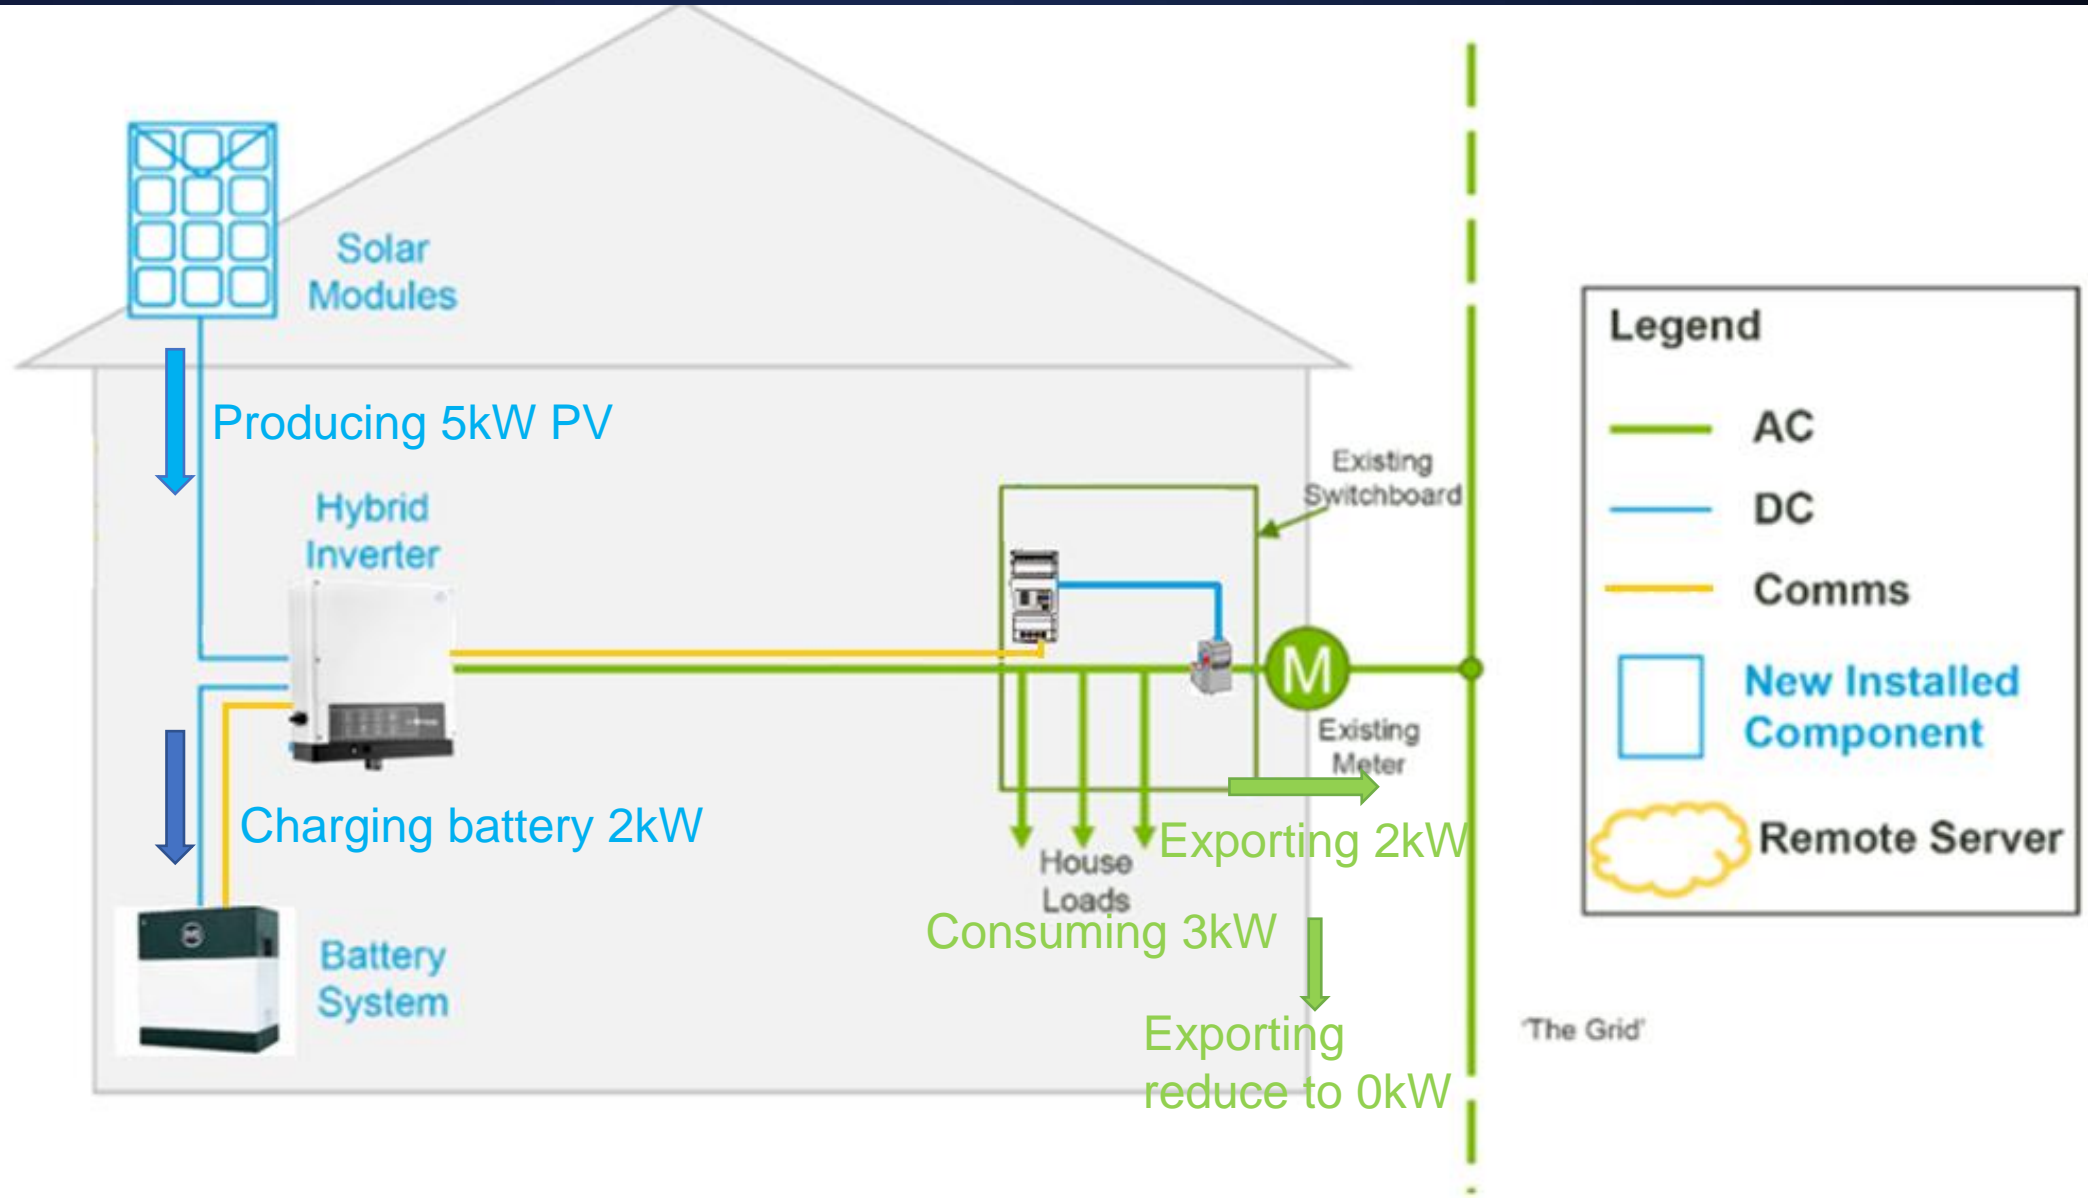 Solar
Modules
Producing 5kW PV
Hybrid
Inverter
Charging battery 2kW
Battery
System
Existing
Switchboard
M
Existing
Meter
Exporting 2kW
House
Loads
Consuming 3kW
Exporting
reduce to 0kW
'The Grid'
Legend
AC
DC
Comms
New Installed
Component
Remote Server